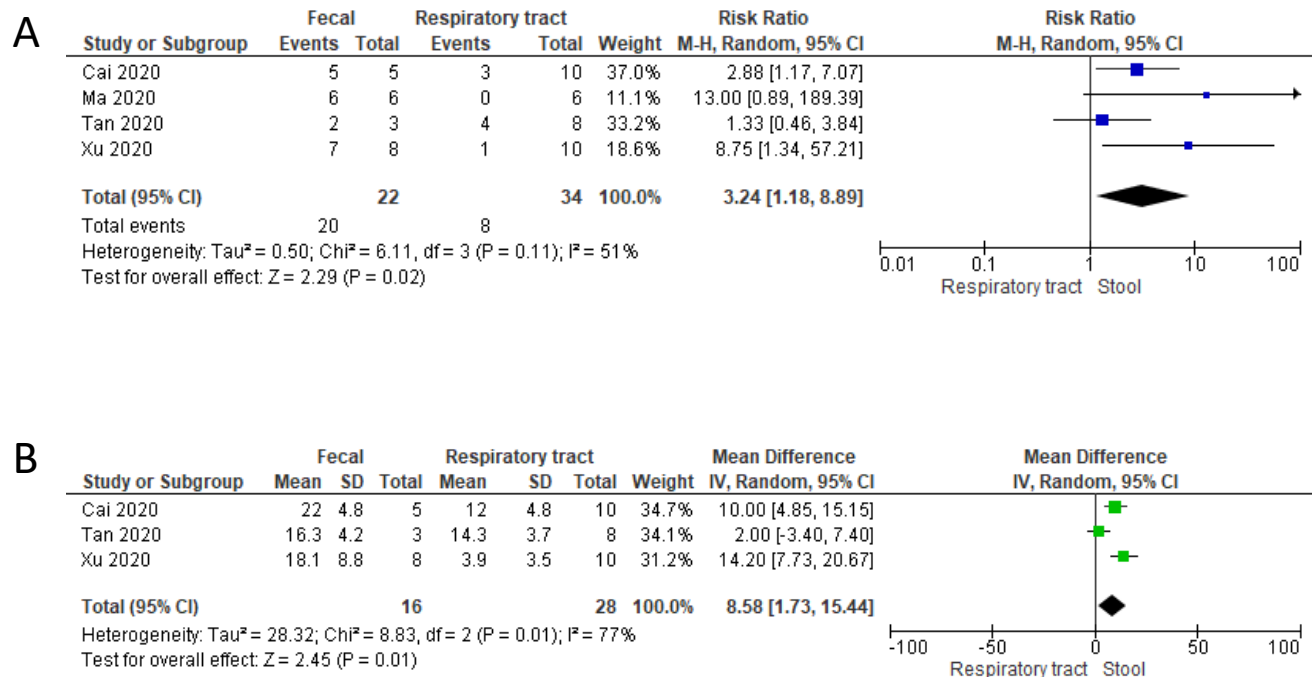 A
Fecal Respiratory tract Risk Ratio Risk Ratio
Study or Subgroup Events Total Events Total Weight M-H, Random, 95% CI M-H, Random, 95% CI
Cai 2020 5 5 3 10 37.0% 2.88 [1.17, 7.07]
Ma 2020 6 6 0 6 11.1% 13.00 [0.89, 189.39]
Tan 2020 2 3 4 8 33.2% 1.33 [0.46, 3.84]
Xu 2020 7 8 1 10 18.6% 8.75 [1.34, 57.21]
Total (95% CI) 22 34 100.0% 3.24 [1.18, 8.89]
Total events 20 8
Heterogeneity: Tau² = 0.50; Chi² = 6.11, df = 3 (P = 0.11); I² = 51%
Test for overall effect: Z = 2.29 (P = 0.02)
0.01 0.1 1 10 100
Respiratory tract Stool
B
Fecal Respiratory tract Mean Difference Mean Difference
Study or Subgroup Mean SD Total Mean SD Total Weight IV, Random, 95% CI IV, Random, 95% CI
Cai 2020 22 4.8 5 12 4.8 10 34.7% 10.00 [4.85, 15.15]
Tan 2020 16.3 4.2 3 14.3 3.7 8 34.1% 2.00 [-3.40, 7.40]
Xu 2020 18.1 8.8 8 3.9 3.5 10 31.2% 14.20 [7.73, 20.67]
Total (95% CI) 16 28 100.0% 8.58 [1.73, 15.44]
Heterogeneity: Tau² = 28.32; Chi² = 8.83, df = 2 (P = 0.01); I² = 77%
Test for overall effect: Z = 2.45 (P = 0.01)
-100 -50 0 50 100
Respiratory tract Stool